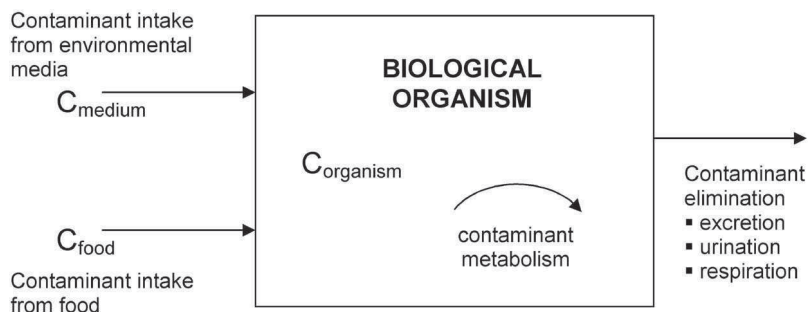 Contaminant intake
from environmental
media
C_medium
BIOLOGICAL
ORGANISM
C_organism
contaminant
metabolism
C_food
Contaminant intake
from food
Contaminant
elimination
▪ excretion
▪ urination
▪ respiration